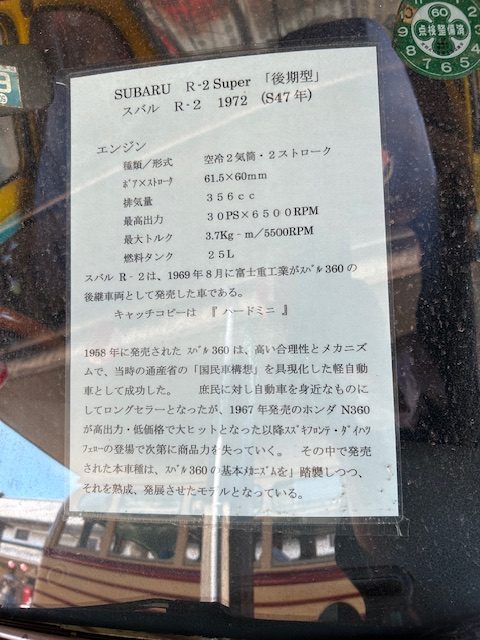 SUBARU R-2 Super 「後期型」
スバル R-2 1972 (S47年)
エンジン
種類/形式 空冷2気筒・2ストローク
ボア×ストローク 61.5×60mm
排気量 356cc
最高出力 30PS×6500RPM
最大トルク 3.7Kg-m/5500RPM
燃料タンク 25L
スバル R-2は、1969年8月に富士重工業がスバル360の
後継車両として発売した車である。
キャッチコピーは 『 ハードミニ 』
1958年に発売された スバル360は、高い合理性とメカニズ
ムで、当時の通産省の「国民車構想」を具現化した軽自動
車として成功した。 庶民に対し自動車を身近なものに
してロングセラーとなったが、1967年発売のホンダ N360
が高出力・低価格で大ヒットとなった以降スズキフロンテ・ダイハツ
フェローの登場で次第に商品力を失っていく。 その中で発売
された本車種は、スバル360の基本メカニズムを」踏襲しつつ、
それを熟成、発展させたモデルとなっている。
60
点検整備済
2
3
4
5
6
7
8
9
10
9